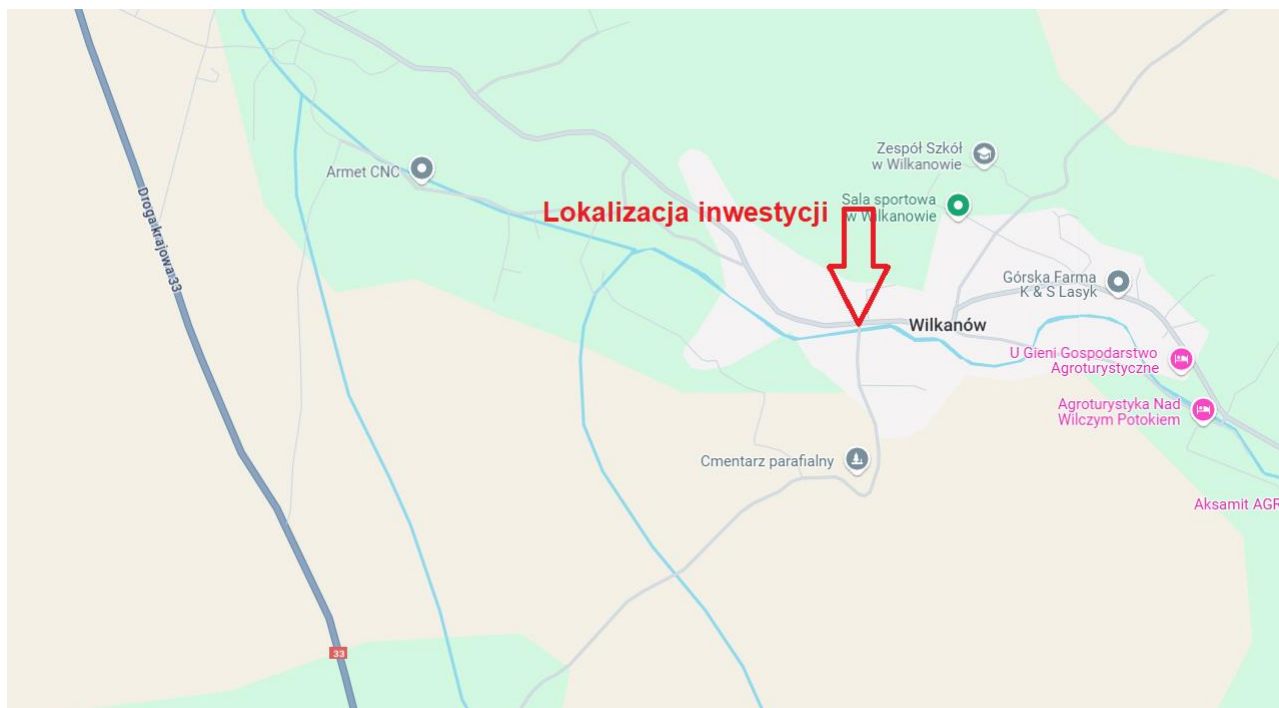 Zespół Szkół
w Wilkanowie
Armet CNC
Sala sportowa
w Wilkanowie
Lokalizacja inwestycji
Droga krajowa 33
Górska Farma
K & S Lasyk
Wilkanów
U Gieni Gospodarstwo
Agroturystyczne
Agroturystyka Nad
Wilczym Potokiem
Cmentarz parafialny
Aksamit AGR
33